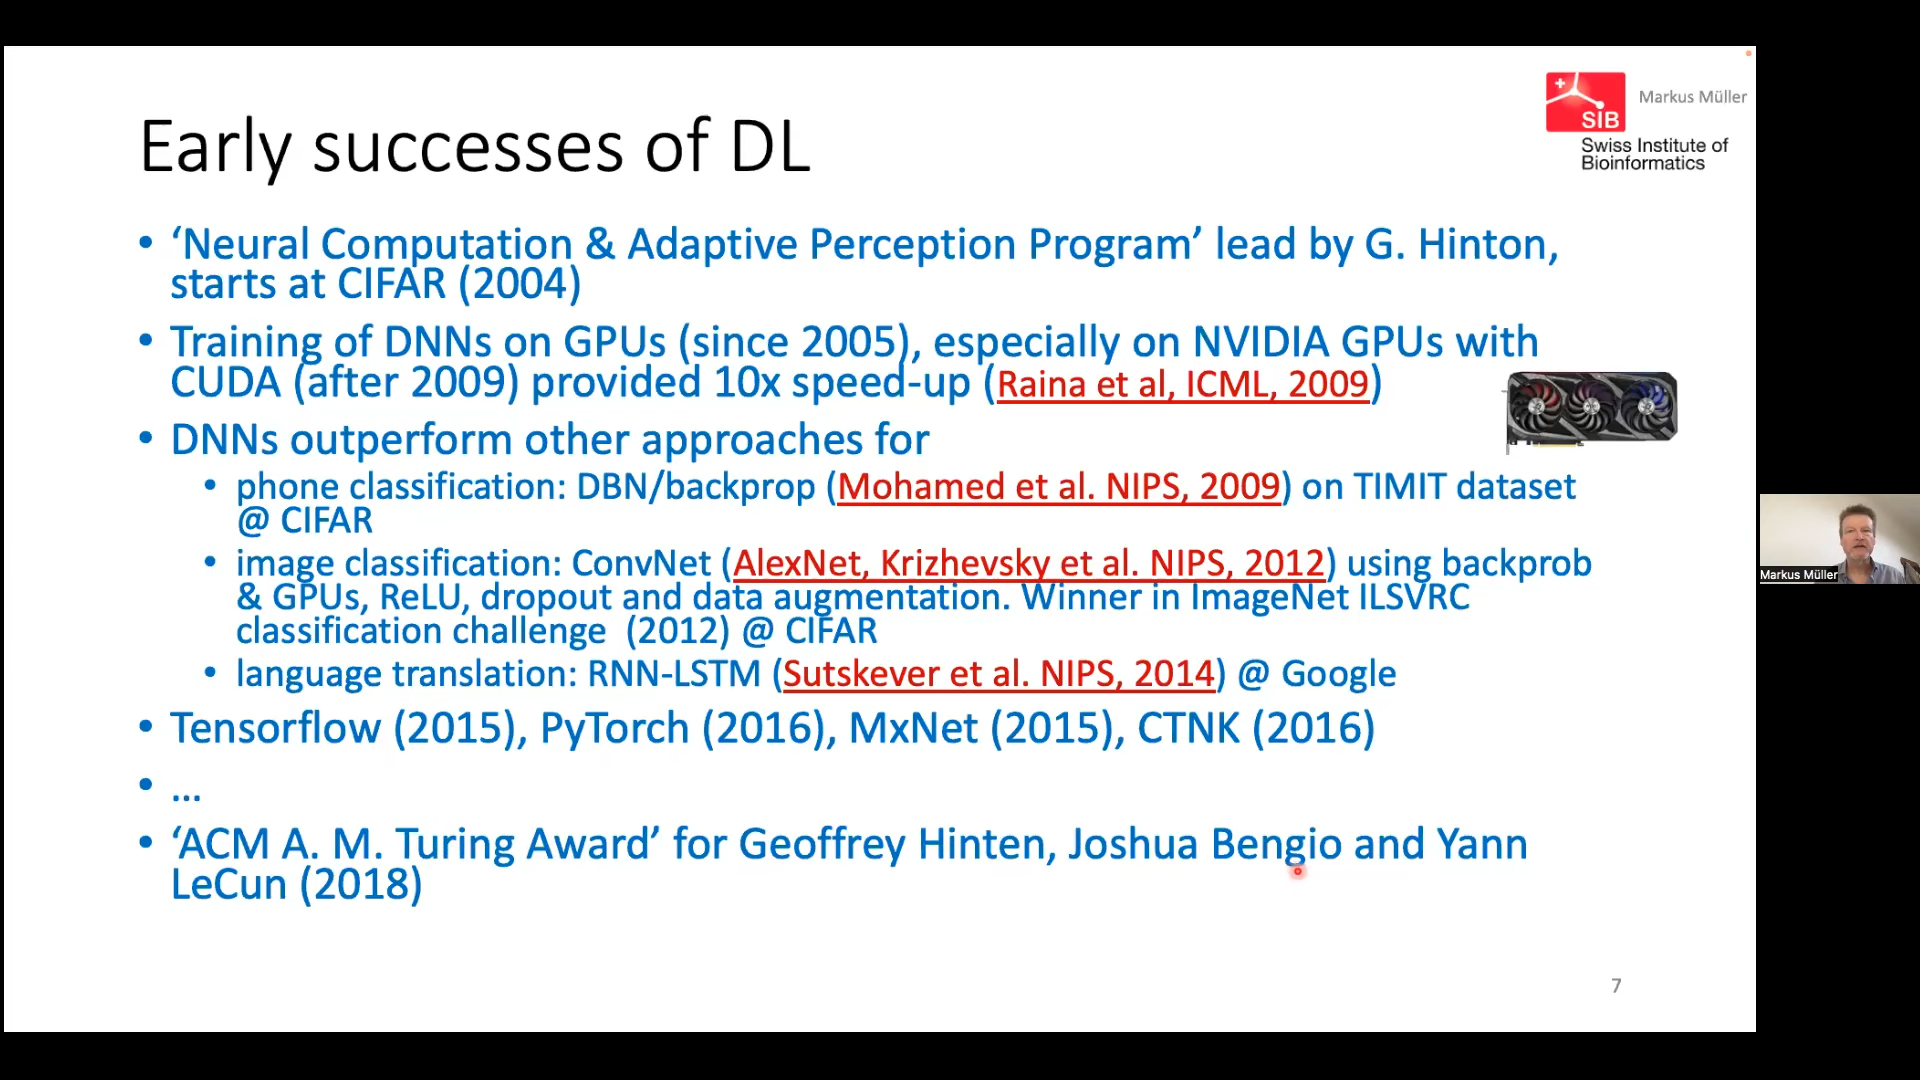 Markus Müller
SIB
Swiss Institute of
Bioinformatics
Early successes of DL
• ‘Neural Computation & Adaptive Perception Program’ lead by G. Hinton,
starts at CIFAR (2004)
• Training of DNNs on GPUs (since 2005), especially on NVIDIA GPUs with
CUDA (after 2009) provided 10x speed-up (Raina et al, ICML, 2009)
• DNNs outperform other approaches for
• phone classification: DBN/backprop (Mohamed et al. NIPS, 2009) on TIMIT dataset
@ CIFAR
• image classification: ConvNet (AlexNet, Krizhevsky et al. NIPS, 2012) using backprob
& GPUs, ReLU, dropout and data augmentation. Winner in ImageNet ILSVRC
classification challenge  (2012) @ CIFAR
• language translation: RNN-LSTM (Sutskever et al. NIPS, 2014) @ Google
• Tensorflow (2015), PyTorch (2016), MxNet (2015), CTNK (2016)
• ...
• ‘ACM A. M. Turing Award’ for Geoffrey Hinten, Joshua Bengio and Yann
LeCun (2018)
7
Markus Müller